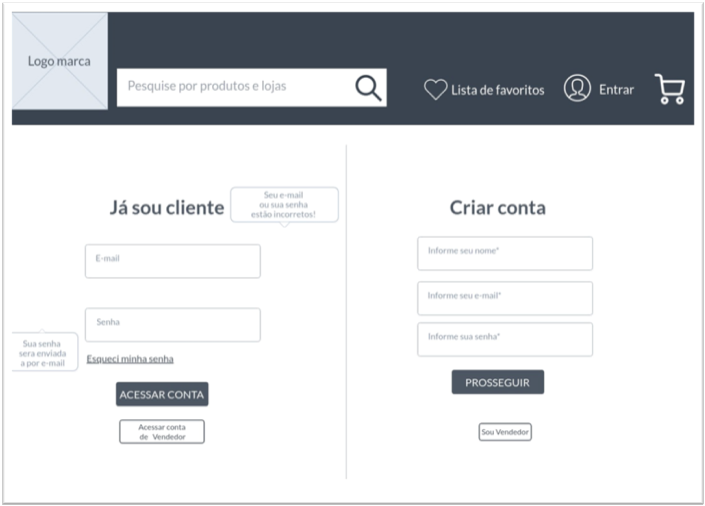 Logo marca
Pesquise por produtos e lojas
Lista de favoritos
Entrar
Já sou cliente
Seu e-mail
ou sua senha
estão incorretos!
E-mail
Senha
Sua senha
sera enviada
a por e-mail
Esqueci minha senha
ACESSAR CONTA
Acessar conta
de Vendedor
Criar conta
Informe seu nome*
Informe seu e-mail*
Informe sua senha*
PROSSEGUIR
Sou Vendedor